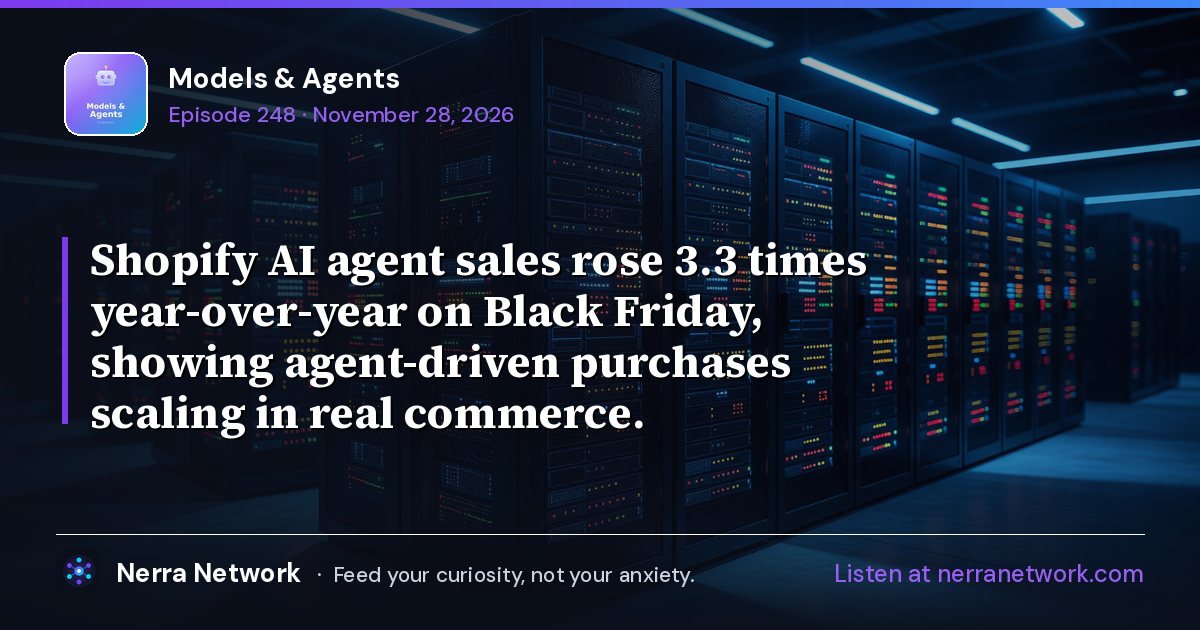 Models & Agents
Models &
Agents
Episode 248 · November 28, 2026
Shopify AI agent sales rose 3.3 times
year-over-year on Black Friday,
showing agent-driven purchases
scaling in real commerce.
Nerra Network · Feed your curiosity, not your anxiety.
Listen at nerranetwork.com